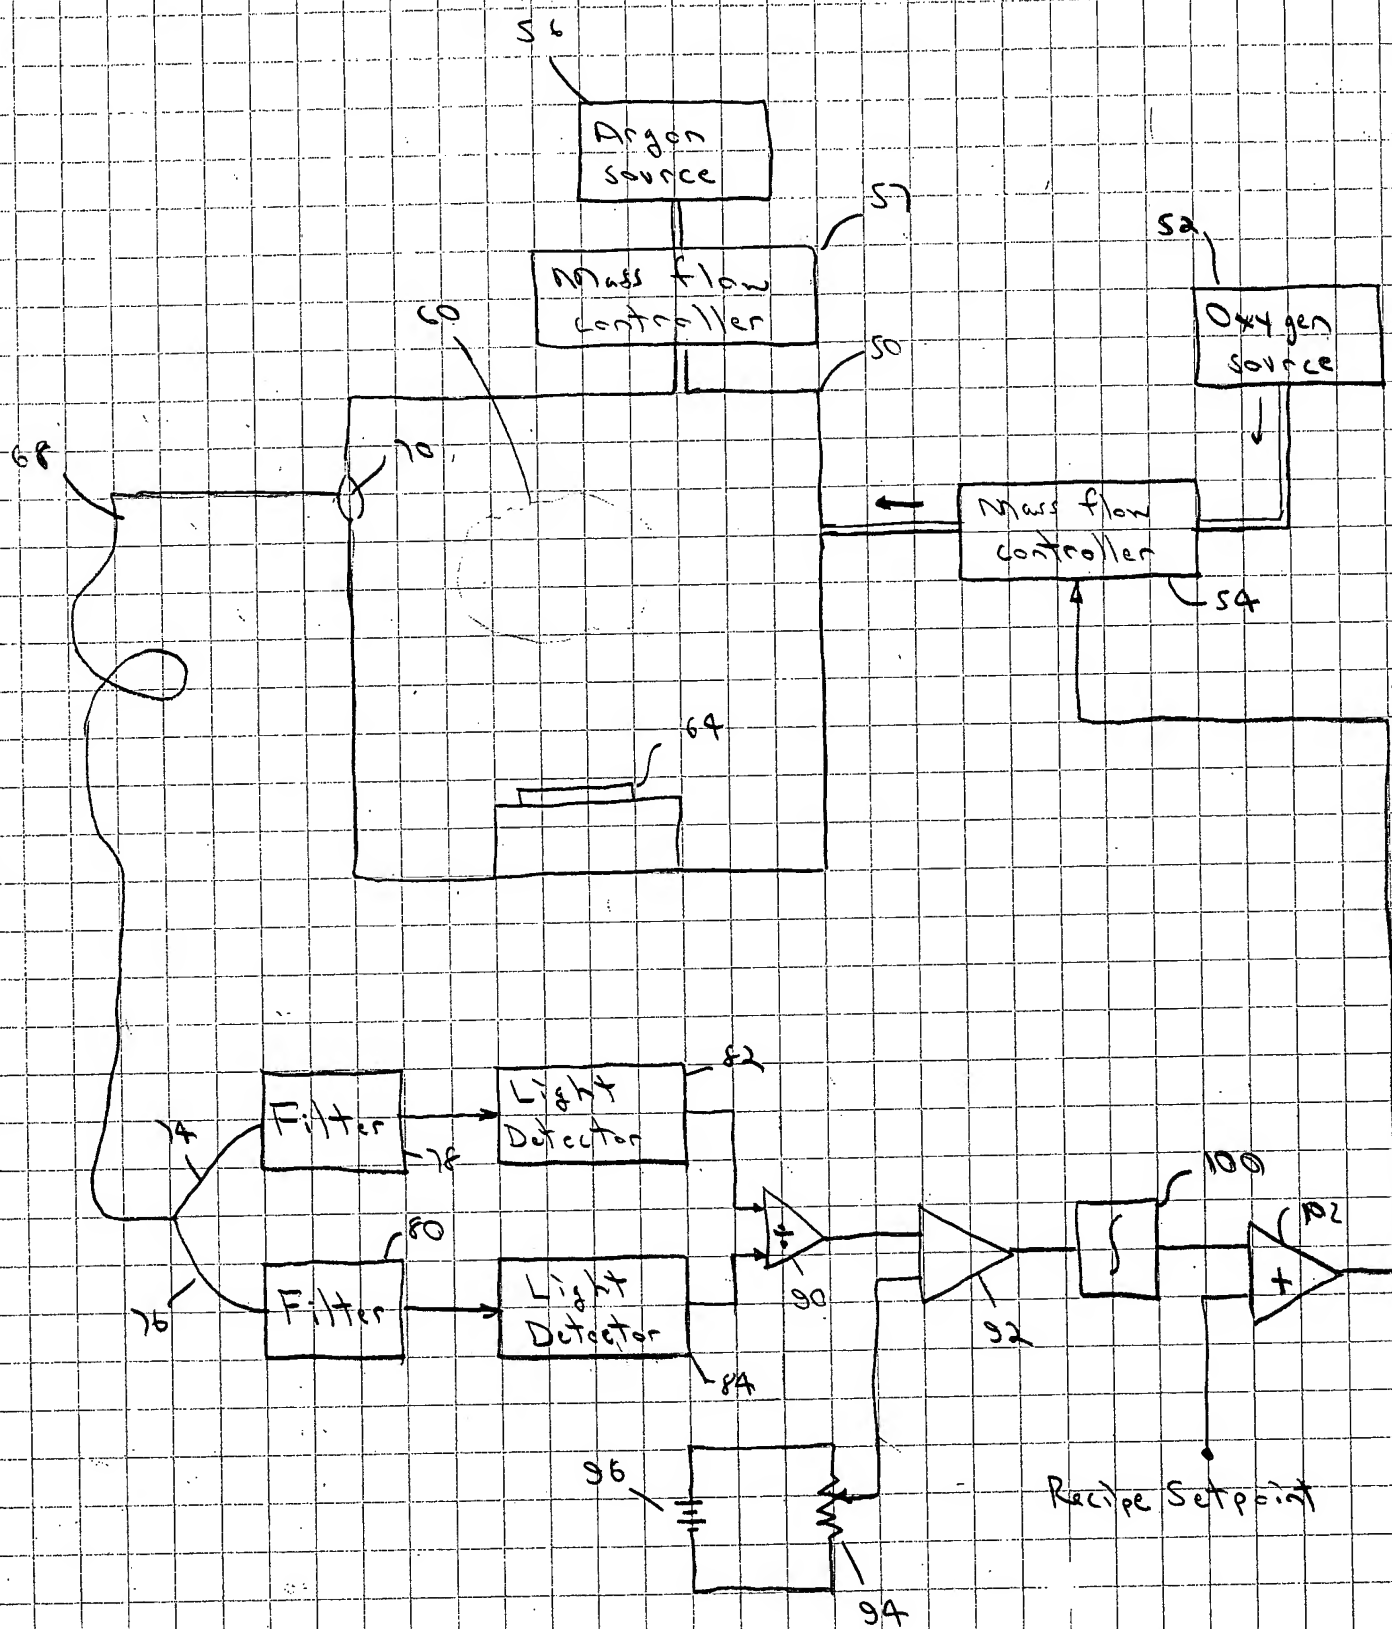 56
Argon
source
57
52
Mass flow
controller
Oxygen
source
60
50
68
70
Mass flow
controller
54
64
82
Light
Detector
Filter
74
78
100
80
102
÷
∫
+
Light
Detector
Filter
76
90
92
84
96
Recipe Setpoint
94